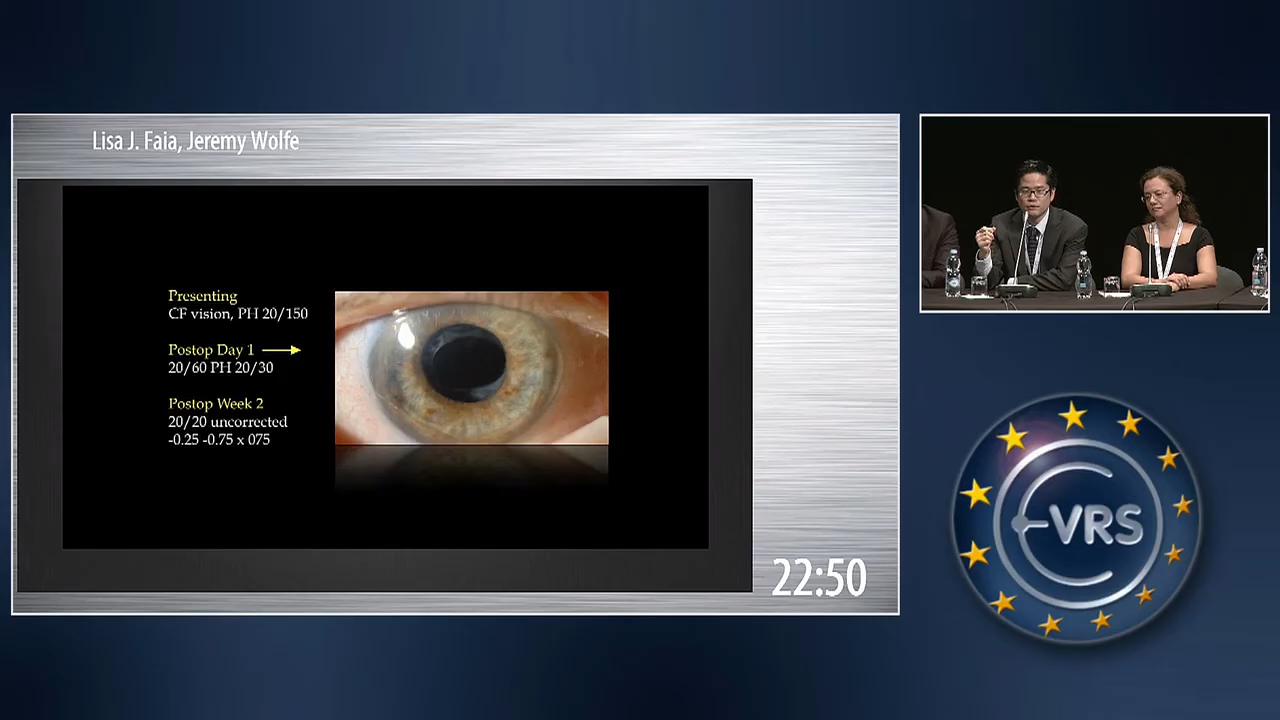 Lisa J. Faia, Jeremy Wolfe
Presenting
CF vision, PH 20/150
Postop Day 1
20/60 PH 20/30
Postop Week 2
20/20 uncorrected
-0.25 -0.75 x 075
22:50
E-VRS